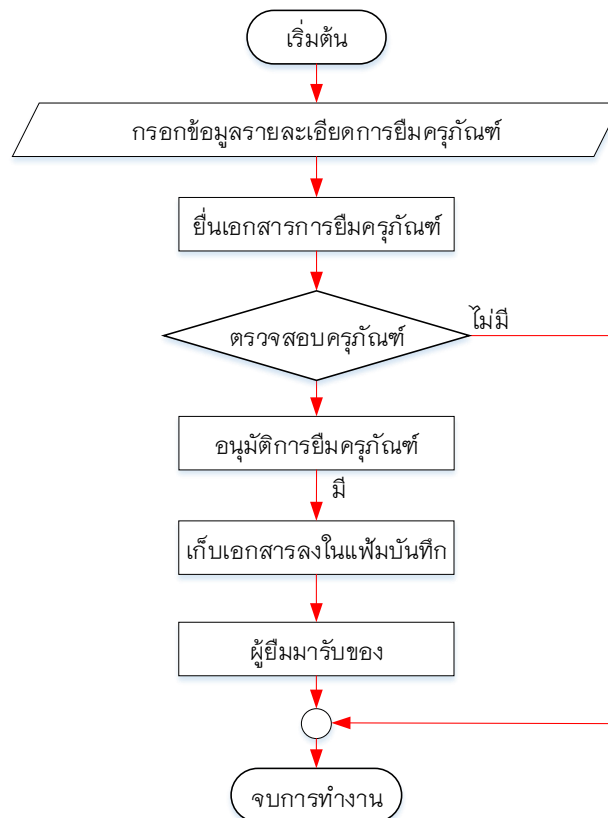 เริ่มต้น
กรอกข้อมูลรายละเอียดการยืมครุภัณฑ์
ยื่นเอกสารการยืมครุภัณฑ์
ตรวจสอบครุภัณฑ์
ไม่มี
อนุมัติการยืมครุภัณฑ์
มี
เก็บเอกสารลงในแฟ้มบันทึก
ผู้ยืมมารับของ
จบการทำงาน